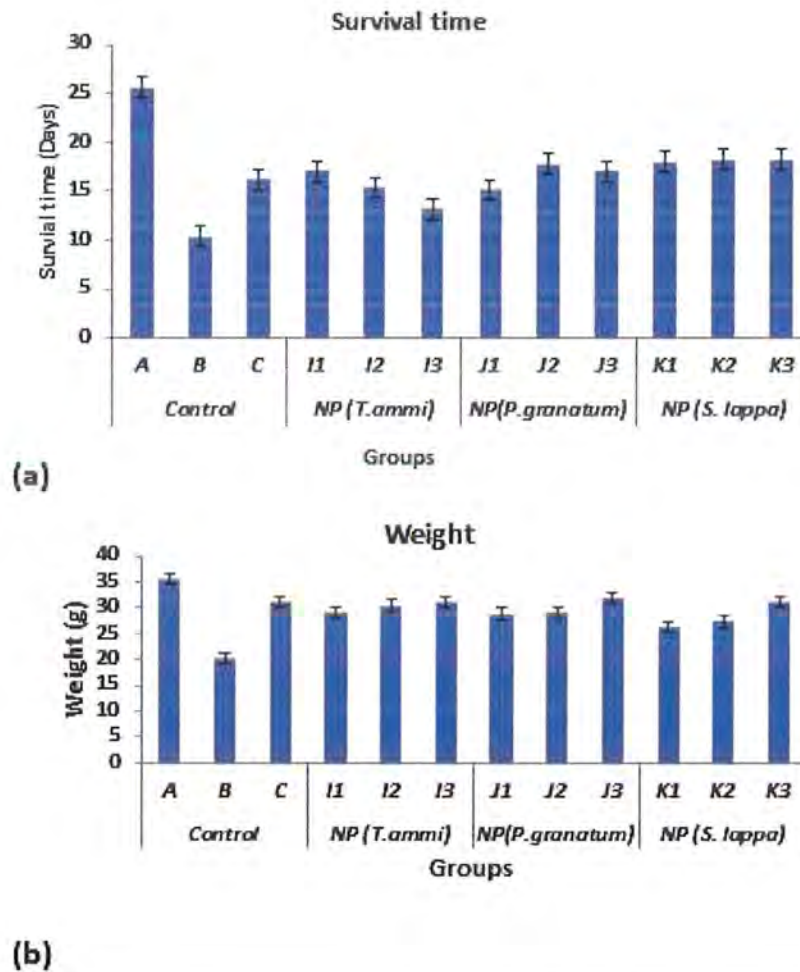 Survival time
30
25
20
15
10
5
0
Survial time (Days)
A B C I1 I2 I3 J1 J2 J3 K1 K2 K3
Control NP (T.ammi) NP(P.granatum) NP (S. lappa)
Groups
(a)
Weight
40
35
30
25
20
15
10
5
0
Weight (g)
A B C I1 I2 I3 J1 J2 J3 K1 K2 K3
Control NP (T.ammi) NP(P.granatum) NP (S. lappa)
Groups
(b)